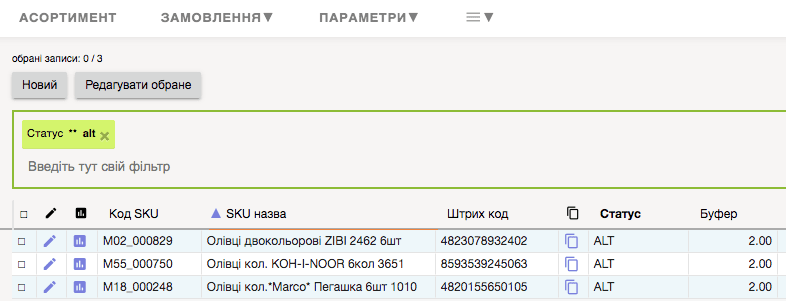 АСОРТИМЕНТ ЗАМОВЛЕННЯ▼ ПАРАМЕТРИ▼ ☰▼
обрані записи: 0 / 3
Новий Редагувати обране
Статус ** alt ×
Введіть тут свій фільтр
Код SKU ▲ SKU назва Штрих код Статус Буфер
M02_000829 Олівці двокольорові ZIBI 2462 6шт 4823078932402 ALT 2.00
M55_000750 Олівці кол. KOH-I-NOOR 6кол 3651 8593539245063 ALT 2.00
M18_000248 Олівці кол.*Marco* Пегашка 6шт 1010 4820155650105 ALT 2.00